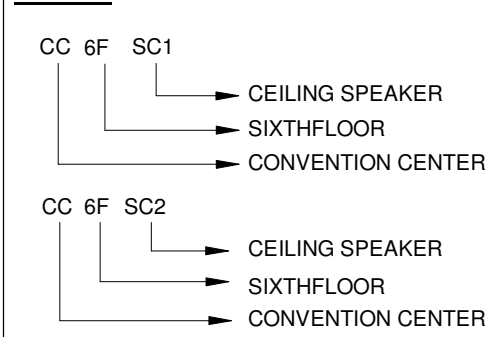 CC 6F SC1
CEILING SPEAKER
SIXTHFLOOR
CONVENTION CENTER
CC 6F SC2
CEILING SPEAKER
SIXTHFLOOR
CONVENTION CENTER